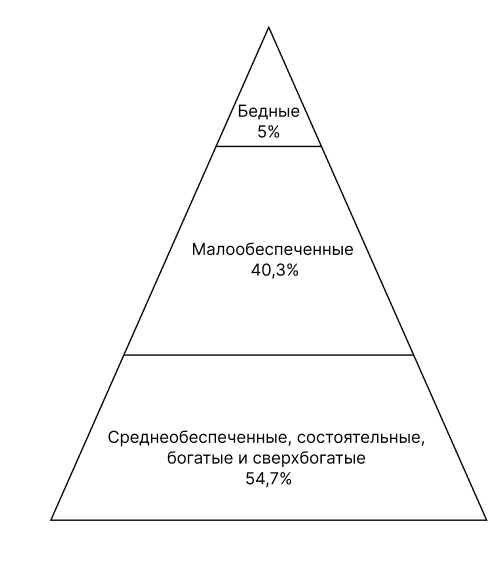 Бедные
5%
Малообеспеченные
40,3%
Среднеобеспеченные, состоятельные,
богатые и сверхбогатые
54,7%